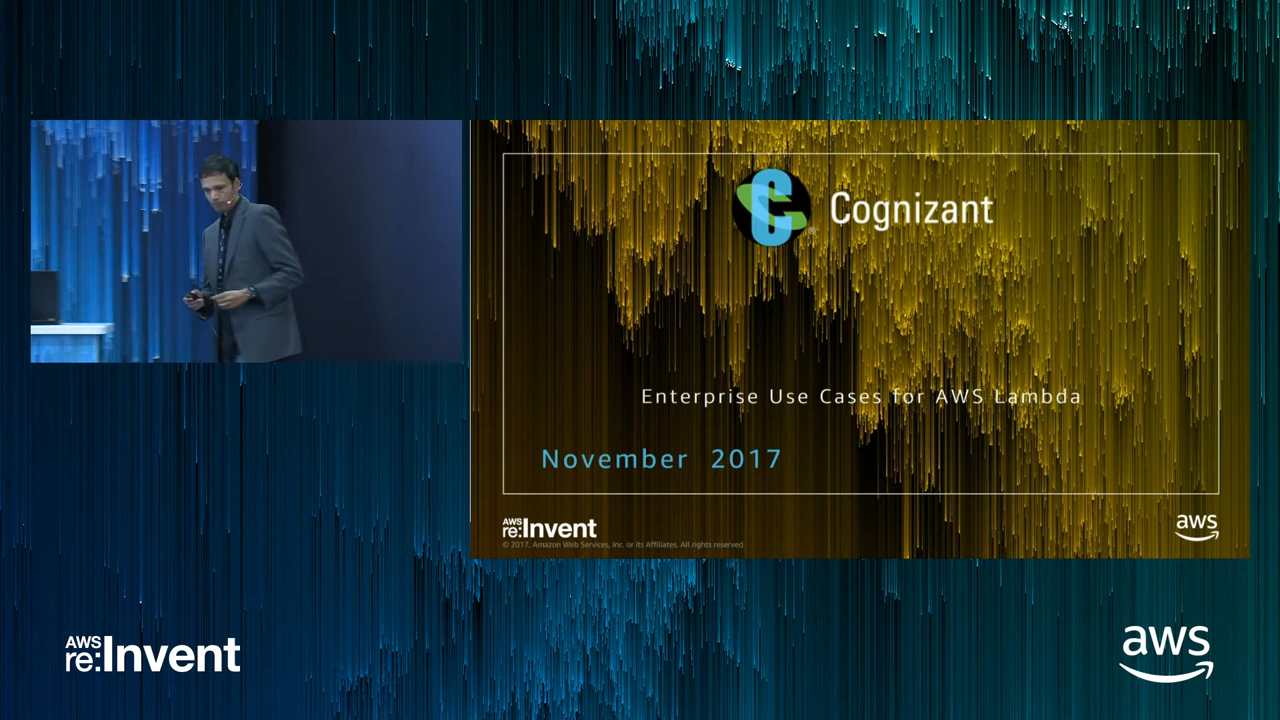 Cognizant
Enterprise Use Cases for AWS Lambda
November 2017
AWS
re:Invent
© 2017, Amazon Web Services, Inc. or its Affiliates. All rights reserved.
aws
AWS
re:Invent
aws